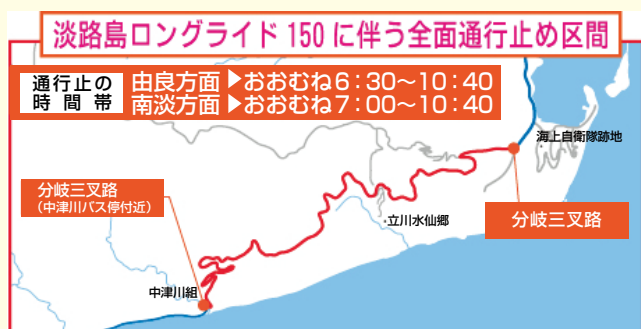 淡路島ロングライド150に伴う全面通行止め区間
通行止の
時間帯
由良方面▶おおむね6:30〜10:40
南淡方面▶おおむね7:00〜10:40
海上自衛隊跡地
分岐三叉路
(中津川バス停付近)
立川水仙郷
分岐三叉路
中津川組